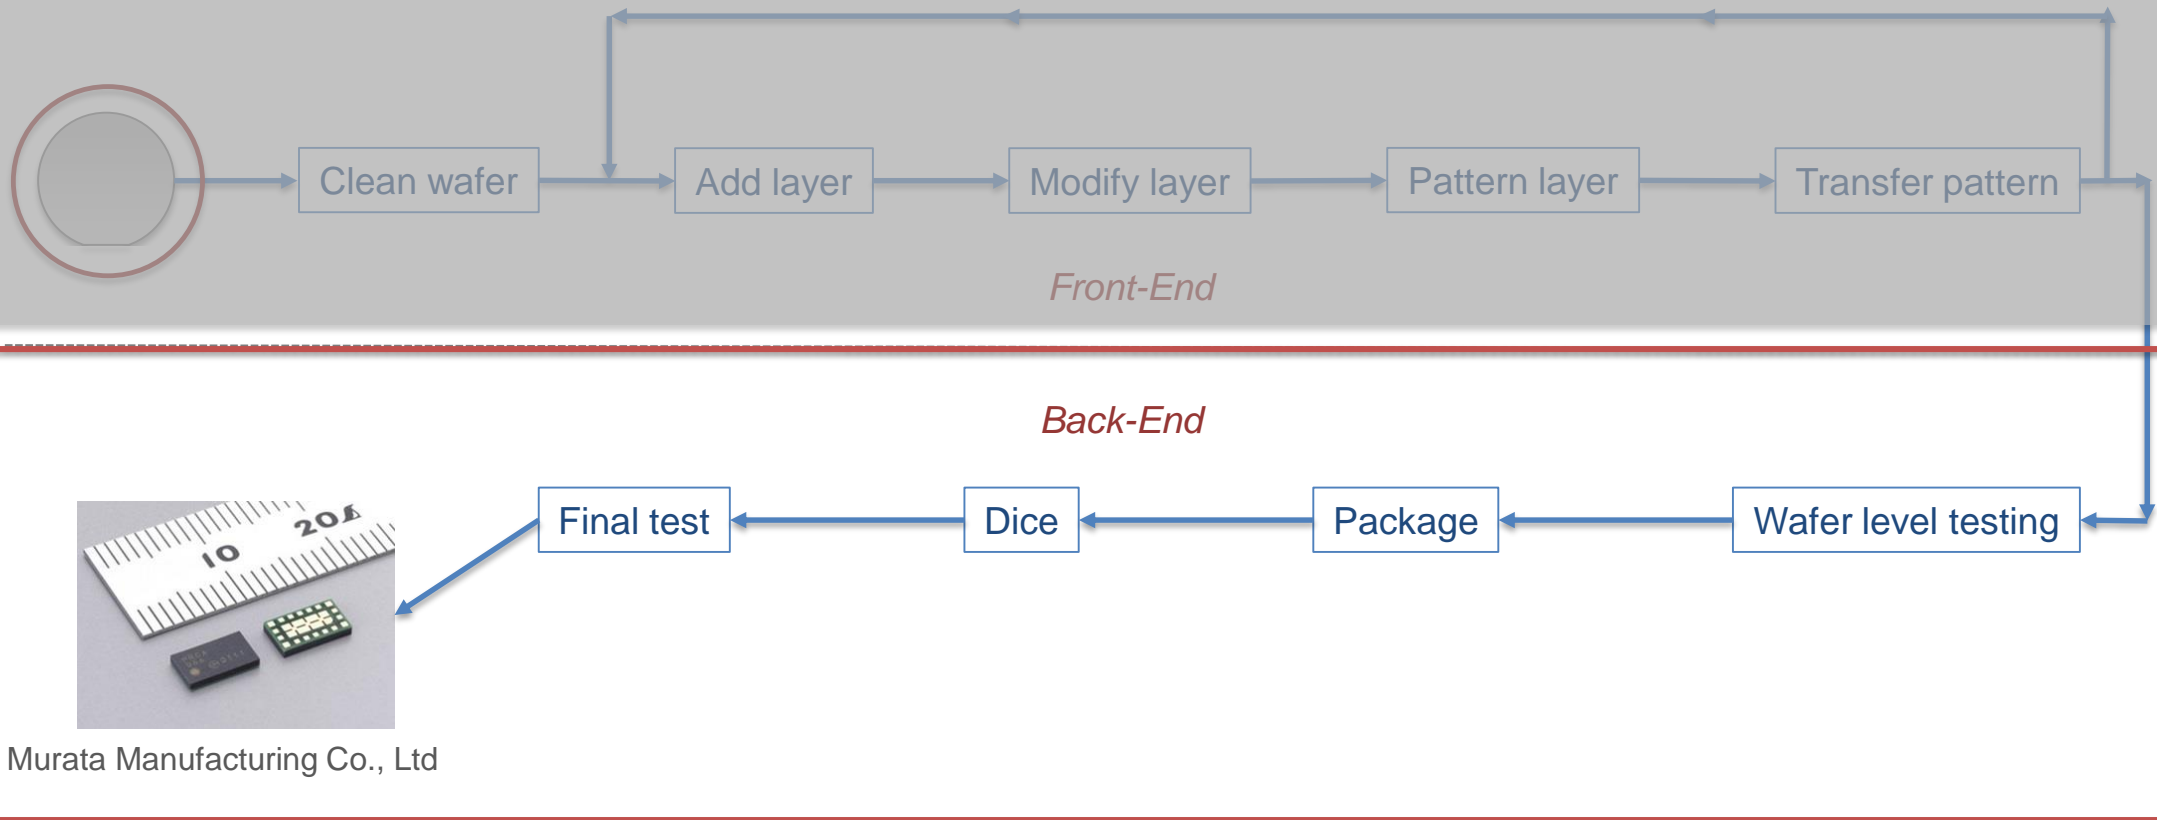 Clean wafer
Add layer
Modify layer
Pattern layer
Transfer pattern
Front-End
Back-End
Final test
Dice
Package
Wafer level testing
10
20
Murata Manufacturing Co., Ltd